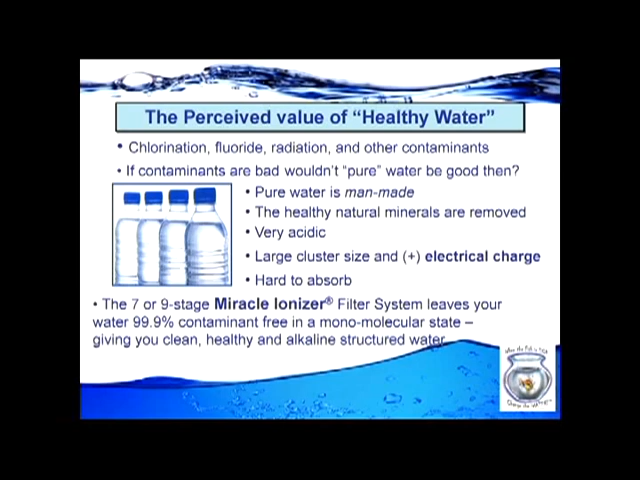 The Perceived value of “Healthy Water”
• Chlorination, fluoride, radiation, and other contaminants
• If contaminants are bad wouldn’t “pure” water be good then?
• Pure water is man-made
• The healthy natural minerals are removed
• Very acidic
• Large cluster size and (+) electrical charge
• Hard to absorb
• The 7 or 9-stage Miracle Ionizer® Filter System leaves your
water 99.9% contaminant free in a mono-molecular state –
giving you clean, healthy and alkaline structured water.